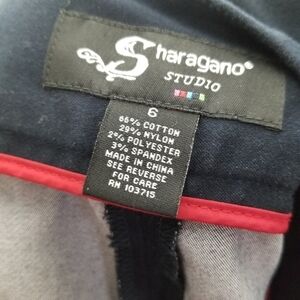 Sharagano®
STUDIO
6
66% COTTON
29% NYLON
2% POLYESTER
3% SPANDEX
MADE IN CHINA
SEE REVERSE
FOR CARE
RN 103715